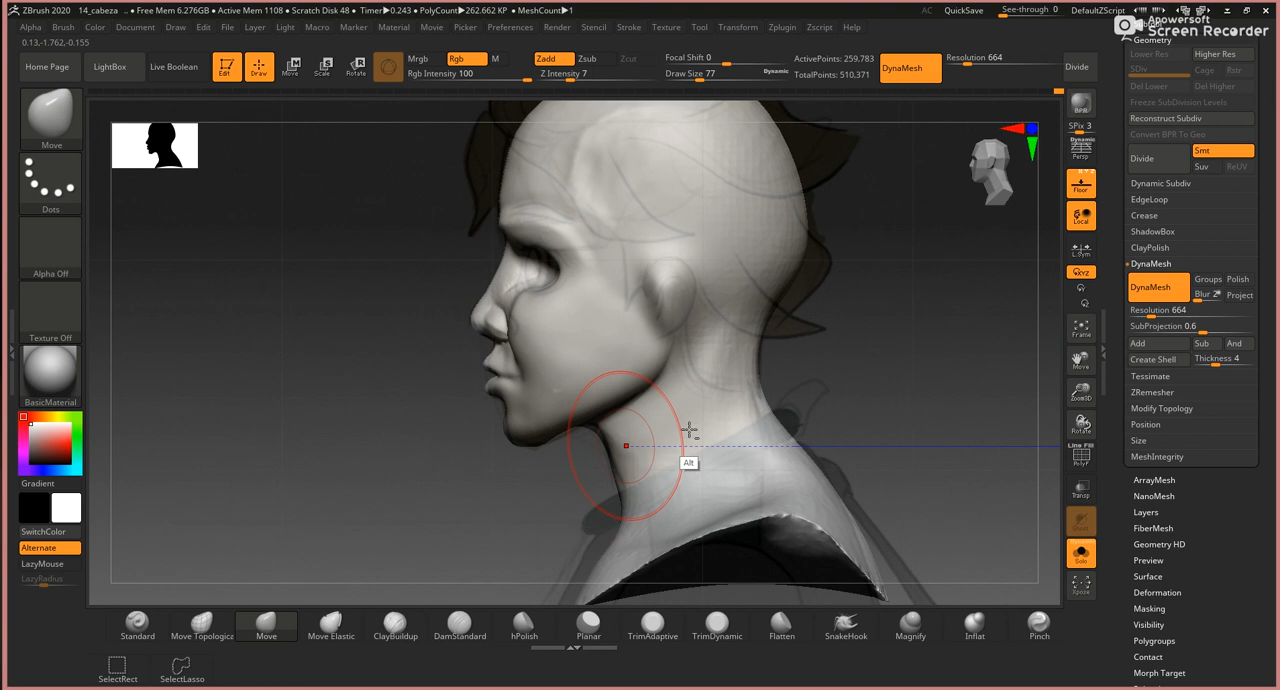 ZBrush 2020 14_cabeza .. ● Free Mem 6.276GB ● Active Mem 1108 ● Scratch Disk 48 ● Timer▶0.243 ● PolyCount▶262.662 KP ● MeshCount▶1 AC QuickSave See-through 0 DefaultZScript
Apowersoft
Screen Recorder
Alpha Brush Color Document Draw Edit File Layer Light Macro Marker Material Movie Picker Preferences Render Stencil Stroke Texture Tool Transform Zplugin Zscript Help
0.13,-1.762,-0.155
Home Page LightBox Live Boolean Edit Draw Move Scale Rotate
Mrgb Rgb M
Rgb Intensity 100
Zadd Zsub Zcut
Z Intensity 7
Focal Shift 0
Draw Size 77 Dynamic
ActivePoints: 259,783
TotalPoints: 510,371
DynaMesh
Resolution 664
Divide
Move
Dots
Alpha Off
Texture Off
BasicMaterial
Gradient
SwitchColor
Alternate
LazyMouse
LazyRadius
Alt
BPR
SPix 3
Dynamic
Persp
Floor
Local
L.Sym
XYZ
Frame
Move
Zoom3D
Rotate
Line Fill
PolyF
Transp
Ghost
Dynamic
Solo
Xpose
Geometry
Lower Res Higher Res
SDiv Cage Rstr
Del Lower Del Higher
Freeze SubDivision Levels
Reconstruct Subdiv
Convert BPR To Geo
Divide Smt
Suv ReUV
Dynamic Subdiv
EdgeLoop
Crease
ShadowBox
ClayPolish
DynaMesh
DynaMesh Groups Polish
Blur 2 Project
Resolution 664
SubProjection 0.6
Add Sub And
Create Shell Thickness 4
Tessimate
ZRemesher
Modify Topology
Position
Size
MeshIntegrity
ArrayMesh
NanoMesh
Layers
FiberMesh
Geometry HD
Preview
Surface
Deformation
Masking
Visibility
Polygroups
Contact
Morph Target
Standard Move Topologica Move Move Elastic ClayBuildup DamStandard hPolish Planar TrimAdaptive TrimDynamic Flatten SnakeHook Magnify Inflat Pinch
SelectRect SelectLasso